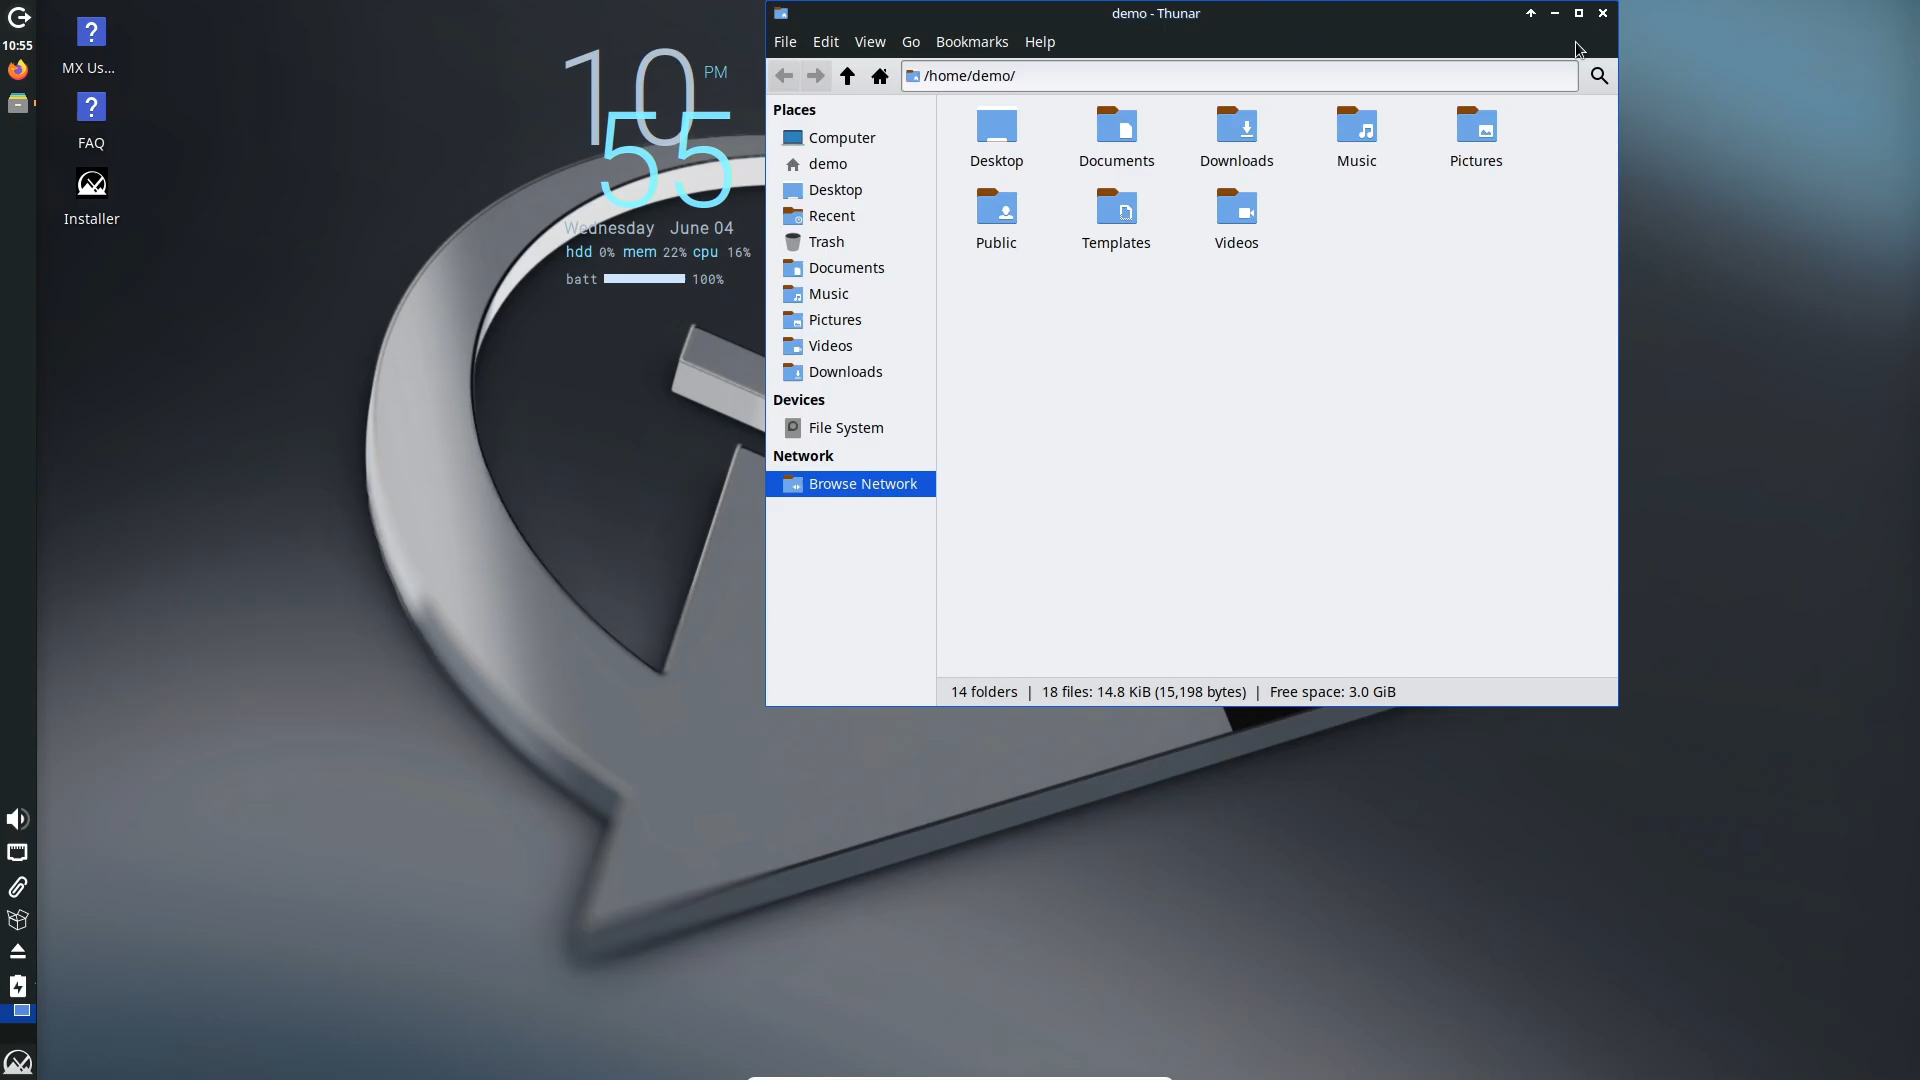 10:55
MX Us...
FAQ
Installer
10 PM
55
Wednesday June 04
hdd 0% mem 22% cpu 16%
batt 100%
demo - Thunar
File Edit View Go Bookmarks Help
/home/demo/
Places
Computer
demo
Desktop
Recent
Trash
Documents
Music
Pictures
Videos
Downloads
Devices
File System
Network
Browse Network
Desktop Documents Downloads Music Pictures
Public Templates Videos
14 folders | 18 files: 14.8 KiB (15,198 bytes) | Free space: 3.0 GiB